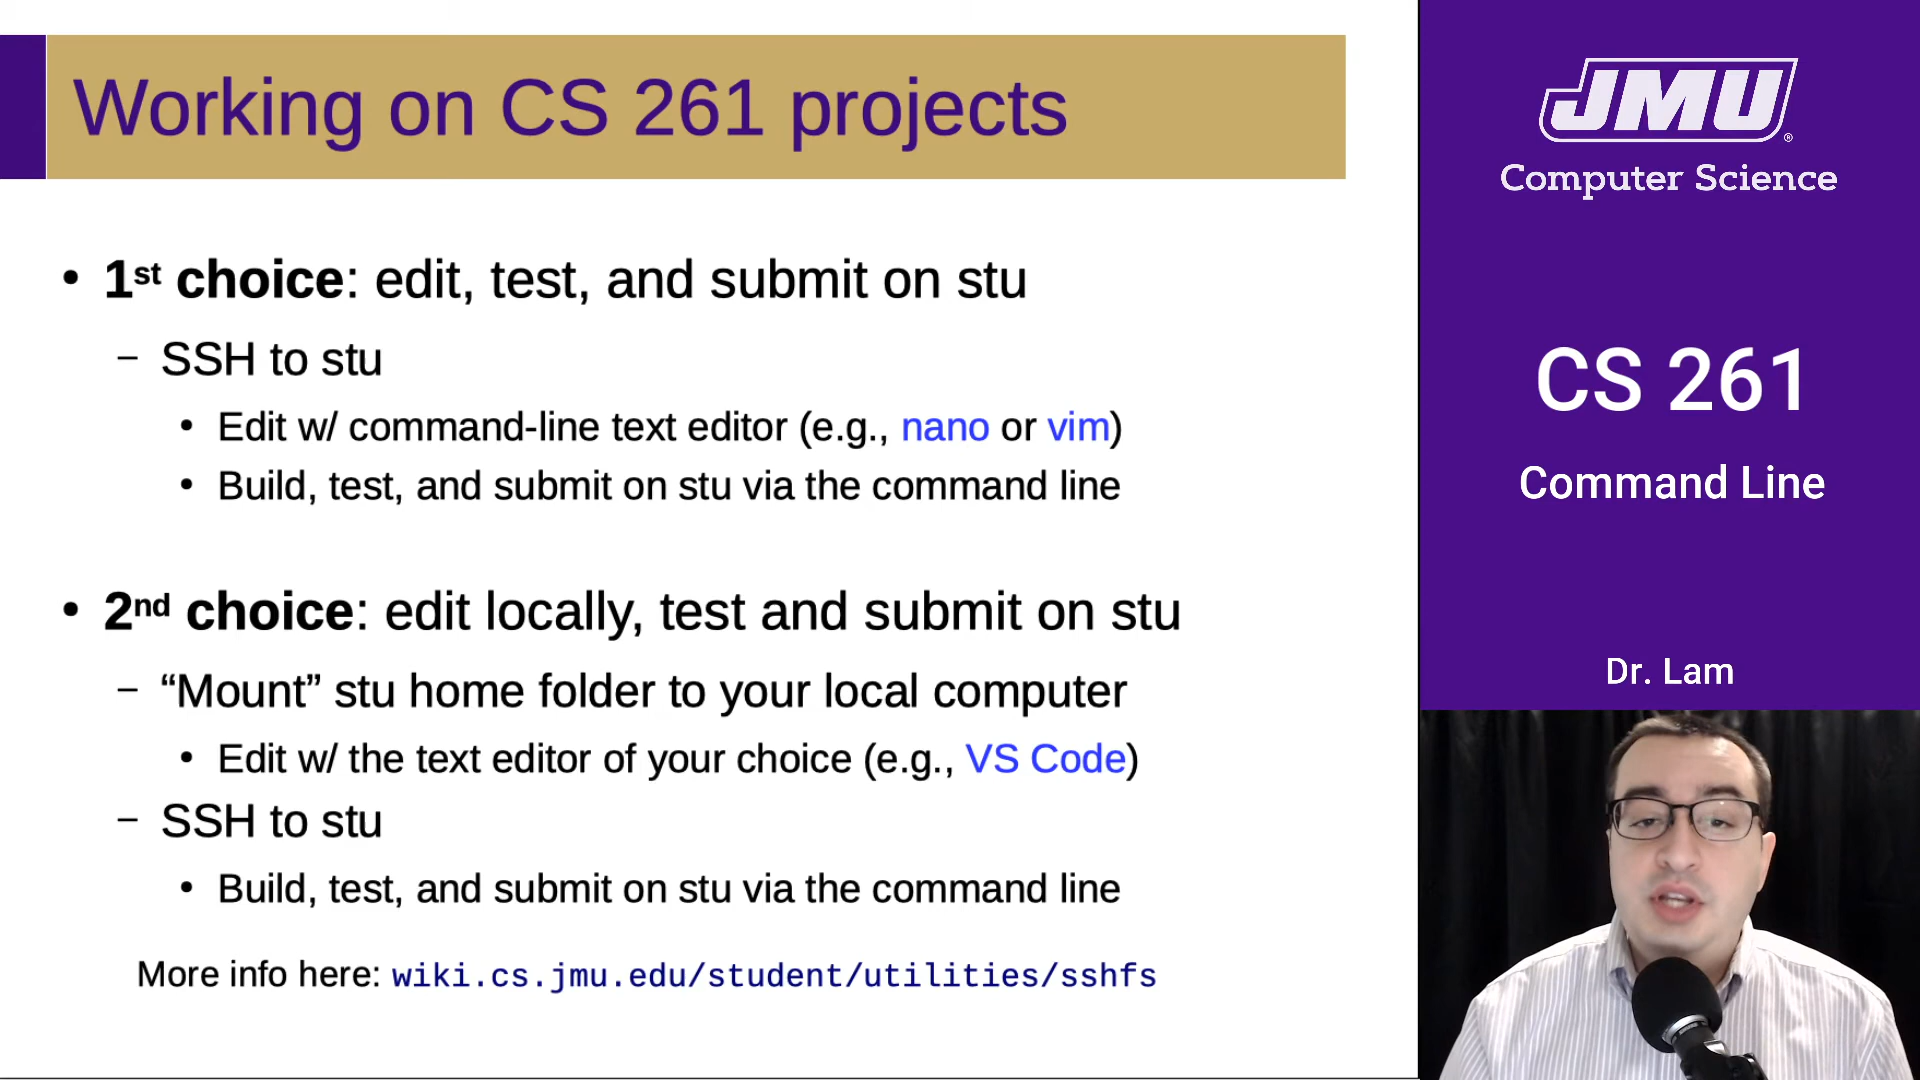 Working on CS 261 projects
• 1st choice: edit, test, and submit on stu
– SSH to stu
• Edit w/ command-line text editor (e.g., nano or vim)
• Build, test, and submit on stu via the command line
• 2nd choice: edit locally, test and submit on stu
– “Mount” stu home folder to your local computer
• Edit w/ the text editor of your choice (e.g., VS Code)
– SSH to stu
• Build, test, and submit on stu via the command line
More info here: wiki.cs.jmu.edu/student/utilities/sshfs
JMU®
Computer Science
CS 261
Command Line
Dr. Lam